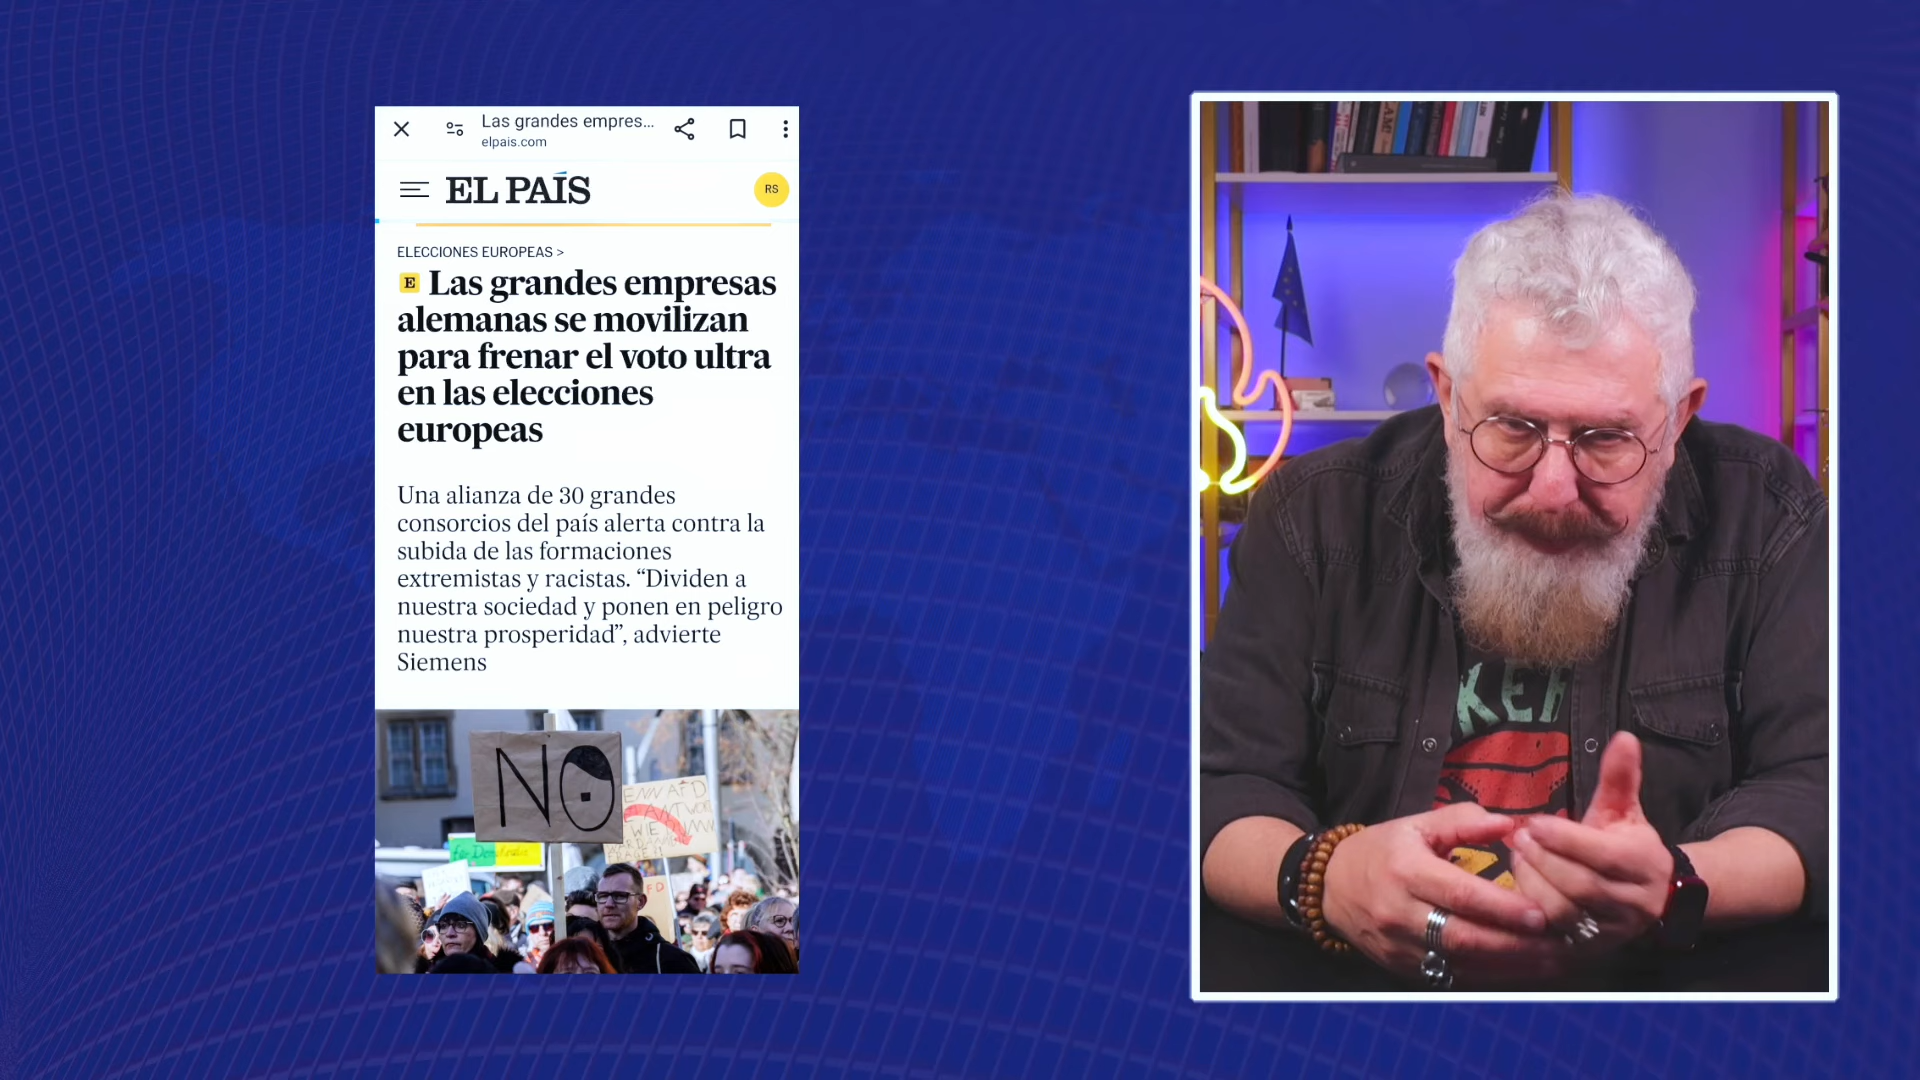 Las grandes empres...
elpais.com
EL PAÍS
RS
ELECCIONES EUROPEAS >
E Las grandes empresas
alemanas se movilizan
para frenar el voto ultra
en las elecciones
europeas
Una alianza de 30 grandes
consorcios del país alerta contra la
subida de las formaciones
extremistas y racistas. “Dividen a
nuestra sociedad y ponen en peligro
nuestra prosperidad”, advierte
Siemens
NO